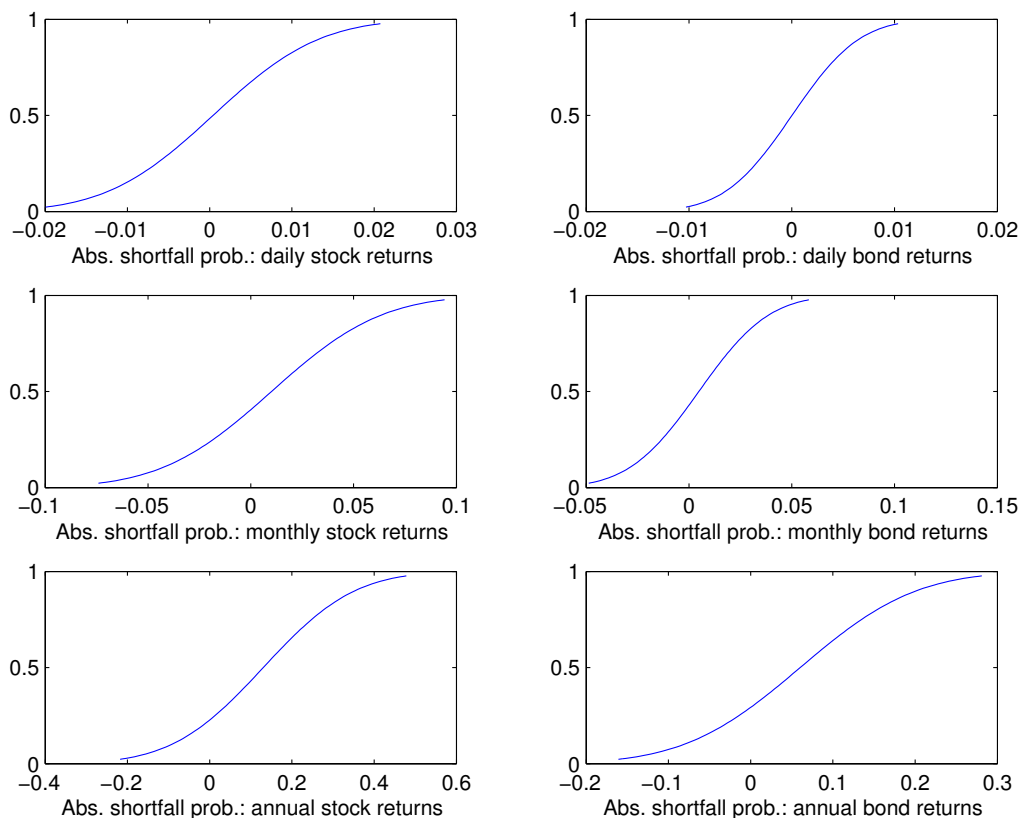 1
0.5
0
−0.02 −0.01 0 0.01 0.02 0.03
Abs. shortfall prob.: daily stock returns
1
0.5
0
−0.02 −0.01 0 0.01 0.02
Abs. shortfall prob.: daily bond returns
1
0.5
0
−0.1 −0.05 0 0.05 0.1
Abs. shortfall prob.: monthly stock returns
1
0.5
0
−0.05 0 0.05 0.1 0.15
Abs. shortfall prob.: monthly bond returns
1
0.5
0
−0.4 −0.2 0 0.2 0.4 0.6
Abs. shortfall prob.: annual stock returns
1
0.5
0
−0.2 −0.1 0 0.1 0.2 0.3
Abs. shortfall prob.: annual bond returns